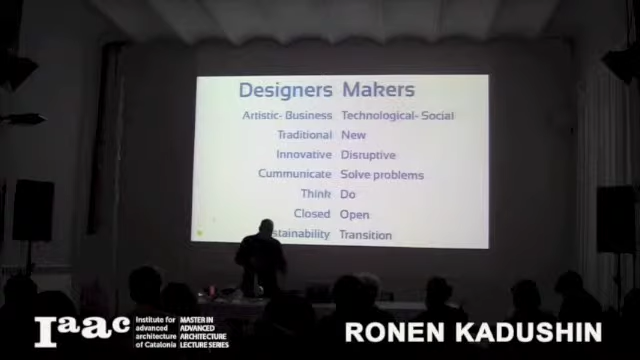 Designers Makers
Artistic- Business Technological- Social
Traditional New
Innovative Disruptive
Cummunicate Solve problems
Think Do
Closed Open
stainability Transition
Iaac
Institute for
advanced
architecture
of Catalonia
MASTER IN
ADVANCED
ARCHITECTURE
LECTURE SERIES
RONEN KADUSHIN